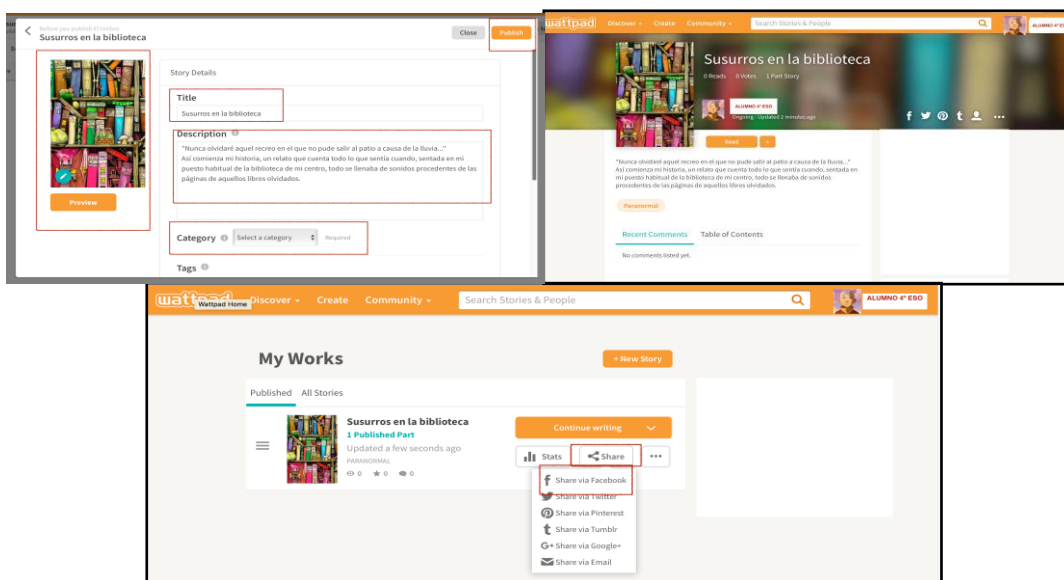 Before you publish: El timbre
Susurros en la biblioteca
Close
Publish
Preview
Story Details
Title
Susurros en la biblioteca
Description
"Nunca olvidaré aquel recreo en el que no pude salir al patio a causa de la lluvia..."
Así comienza mi historia, un relato que cuenta todo lo que sentía cuando, sentada en mi
puesto habitual de la biblioteca de mi centro, todo se llenaba de sonidos procedentes de las
páginas de aquellos libros olvidados.
Category Select a category Required
Tags
wattpad Discover Create Community Search Stories & People ALUMNO 4º ESO
Susurros en la biblioteca
0 Reads 0 Votes 1 Part Story
ALUMNO 4º ESO
Ongoing - Updated 2 minutes ago
Read +
"Nunca olvidaré aquel recreo en el que no pude salir al patio a causa de la lluvia..."
Así comienza mi historia, un relato que cuenta todo lo que sentía cuando, sentada en
mi puesto habitual de la biblioteca de mi centro, todo se llenaba de sonidos
procedentes de las páginas de aquellos libros olvidados.
Paranormal
Recent Comments Table of Contents
No comments listed yet.
wattpad Discover Create Community Search Stories & People ALUMNO 4º ESO
Wattpad Home
My Works
+ New Story
Published All Stories
Susurros en la biblioteca
1 Published Part
Updated a few seconds ago
PARANORMAL
0 0 0
Continue writing
Stats Share ...
Share via Facebook
Share via Twitter
Share via Pinterest
Share via Tumblr
G+ Share via Google+
Share via Email